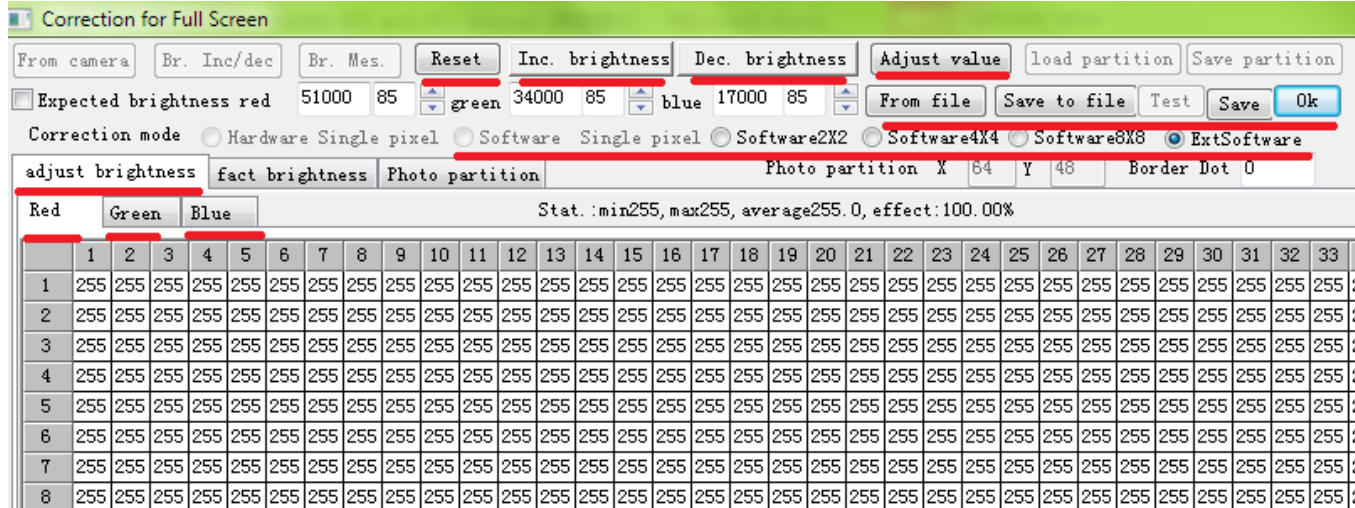 Correction for Full Screen
From camera Br. Inc/dec Br. Mes. Reset Inc. brightness Dec. brightness Adjust value load partition Save partition
Expected brightness red 51000 85 green 34000 85 blue 17000 85 From file Save to file Test Save Ok
Correction mode Hardware Single pixel Software Single pixel Software2X2 Software4X4 Software8X8 ExtSoftware
adjust brightness fact brightness Photo partition Photo partition X 64 Y 48 Border Dot 0
Red Green Blue Stat.:min255, max255, average255.0, effect:100.00%
1 2 3 4 5 6 7 8 9 10 11 12 13 14 15 16 17 18 19 20 21 22 23 24 25 26 27 28 29 30 31 32 33
1 255 255 255 255 255 255 255 255 255 255 255 255 255 255 255 255 255 255 255 255 255 255 255 255 255 255 255 255 255 255 255 255 255
2 255 255 255 255 255 255 255 255 255 255 255 255 255 255 255 255 255 255 255 255 255 255 255 255 255 255 255 255 255 255 255 255 255
3 255 255 255 255 255 255 255 255 255 255 255 255 255 255 255 255 255 255 255 255 255 255 255 255 255 255 255 255 255 255 255 255 255
4 255 255 255 255 255 255 255 255 255 255 255 255 255 255 255 255 255 255 255 255 255 255 255 255 255 255 255 255 255 255 255 255 255
5 255 255 255 255 255 255 255 255 255 255 255 255 255 255 255 255 255 255 255 255 255 255 255 255 255 255 255 255 255 255 255 255 255
6 255 255 255 255 255 255 255 255 255 255 255 255 255 255 255 255 255 255 255 255 255 255 255 255 255 255 255 255 255 255 255 255 255
7 255 255 255 255 255 255 255 255 255 255 255 255 255 255 255 255 255 255 255 255 255 255 255 255 255 255 255 255 255 255 255 255 255
8 255 255 255 255 255 255 255 255 255 255 255 255 255 255 255 255 255 255 255 255 255 255 255 255 255 255 255 255 255 255 255 255 255